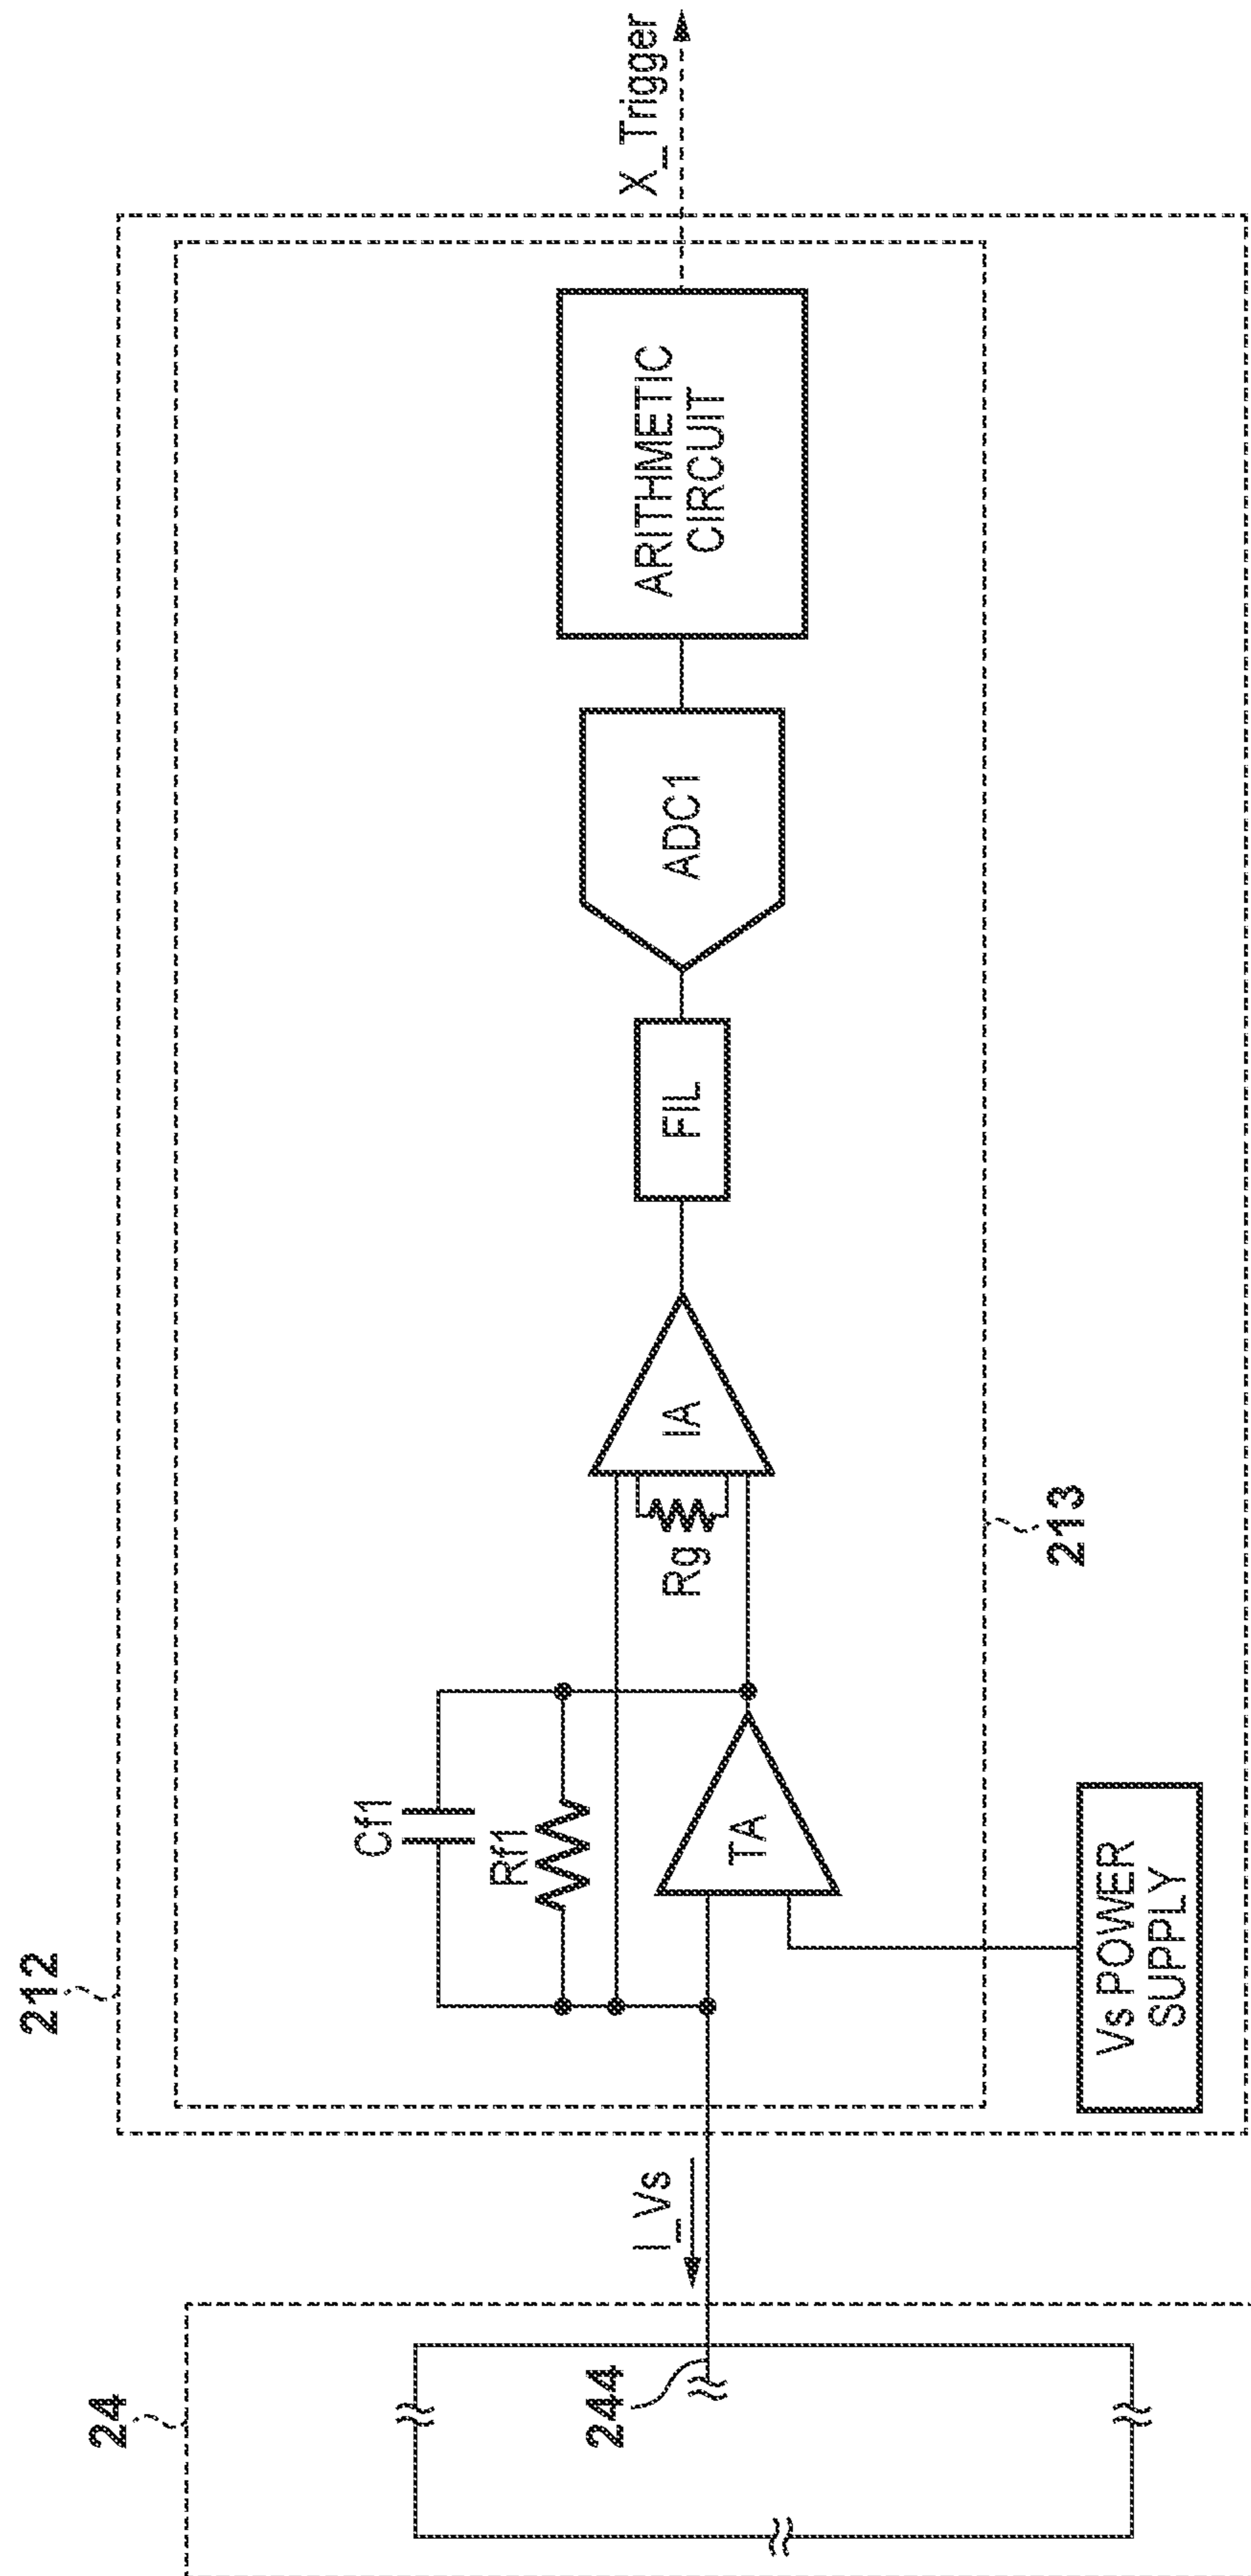 24
244
I_Vs
212
213
Cf1
Rf1
TA
Vs POWER
SUPPLY
Rg
IA
FIL
ADC1
ARITHMETIC
CIRCUIT
X_Trigger